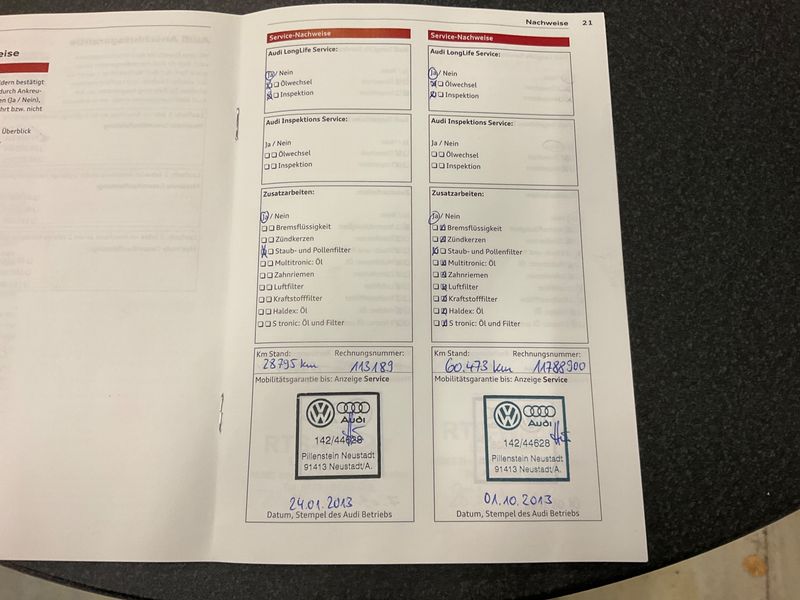 eise
ldern bestätigt
durch Ankreu-
en (Ja / Nein),
hrt bzw. nicht
Überblick
Nachweise 21
Service-Nachweise
Audi LongLife Service:
Ja / Nein
Ölwechsel
Inspektion
Audi Inspektions Service:
Ja / Nein
Ölwechsel
Inspektion
Zusatzarbeiten:
Ja / Nein
Bremsflüssigkeit
Zündkerzen
Staub- und Pollenfilter
Multitronic: Öl
Zahnriemen
Luftfilter
Kraftstofffilter
Haldex: Öl
S tronic: Öl und Filter
Km Stand: Rechnungsnummer:
28795 km 113189
Mobilitätsgarantie bis: Anzeige Service
Audi
142/44628
Pillenstein Neustadt
91413 Neustadt/A.
24.01.2013
Datum, Stempel des Audi Betriebs
Service-Nachweise
Audi LongLife Service:
Ja / Nein
Ölwechsel
Inspektion
Audi Inspektions Service:
Ja / Nein
Ölwechsel
Inspektion
Zusatzarbeiten:
Ja / Nein
Bremsflüssigkeit
Zündkerzen
Staub- und Pollenfilter
Multitronic: Öl
Zahnriemen
Luftfilter
Kraftstofffilter
Haldex: Öl
S tronic: Öl und Filter
Km Stand: Rechnungsnummer:
60.473 km 11788900
Mobilitätsgarantie bis: Anzeige Service
Audi
142/44628
Pillenstein Neustadt
91413 Neustadt/A.
01.10.2013
Datum, Stempel des Audi Betriebs